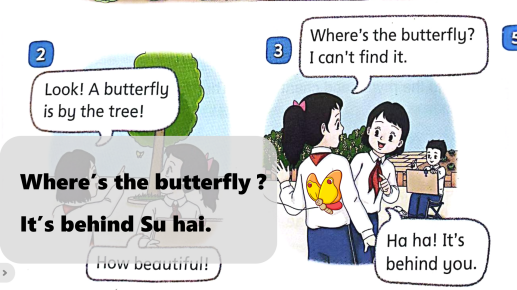 2
Look! A butterfly
is by the tree!
Where's the butterfly ?
It's behind Su hai.
How beautiful!
3
Where's the butterfly?
I can't find it.
Ha ha! It's
behind you.
5